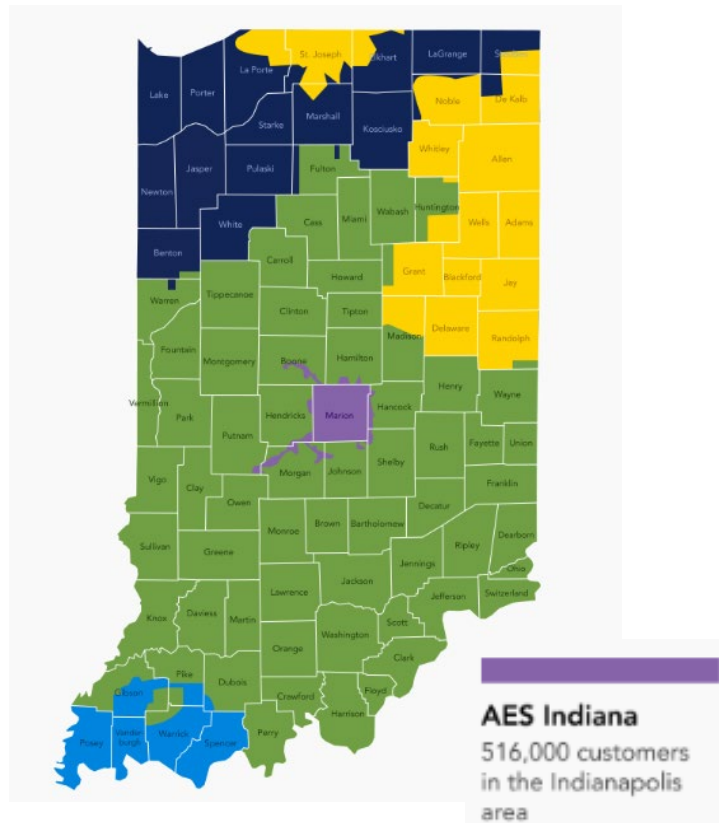 St. Joseph
Elkhart
LaGrange
Steuben
La Porte
Lake
Porter
Noble
De Kalb
Marshall
Starke
Kosciusko
Whitley
Allen
Jasper
Pulaski
Fulton
Newton
Miami
Wabash
Huntington
White
Cass
Wells
Adams
Benton
Carroll
Grant
Blackford
Jay
Howard
Warren
Tippecanoe
Clinton
Tipton
Delaware
Madison
Randolph
Fountain
Montgomery
Boone
Hamilton
Henry
Wayne
Vermillion
Park
Hendricks
Marion
Hancock
Putnam
Rush
Fayette
Union
Shelby
Vigo
Morgan
Johnson
Clay
Franklin
Owen
Decatur
Monroe
Brown
Bartholomew
Dearborn
Sullivan
Greene
Ripley
Jennings
Ohio
Jackson
Lawrence
Jefferson
Switzerland
Knox
Daviess
Martin
Scott
Washington
Orange
Clark
Pike
Dubois
Gibson
Crawford
Floyd
Harrison
Perry
Posey
Vander-
burgh
Warrick
Spencer
AES Indiana
516,000 customers
in the Indianapolis
area